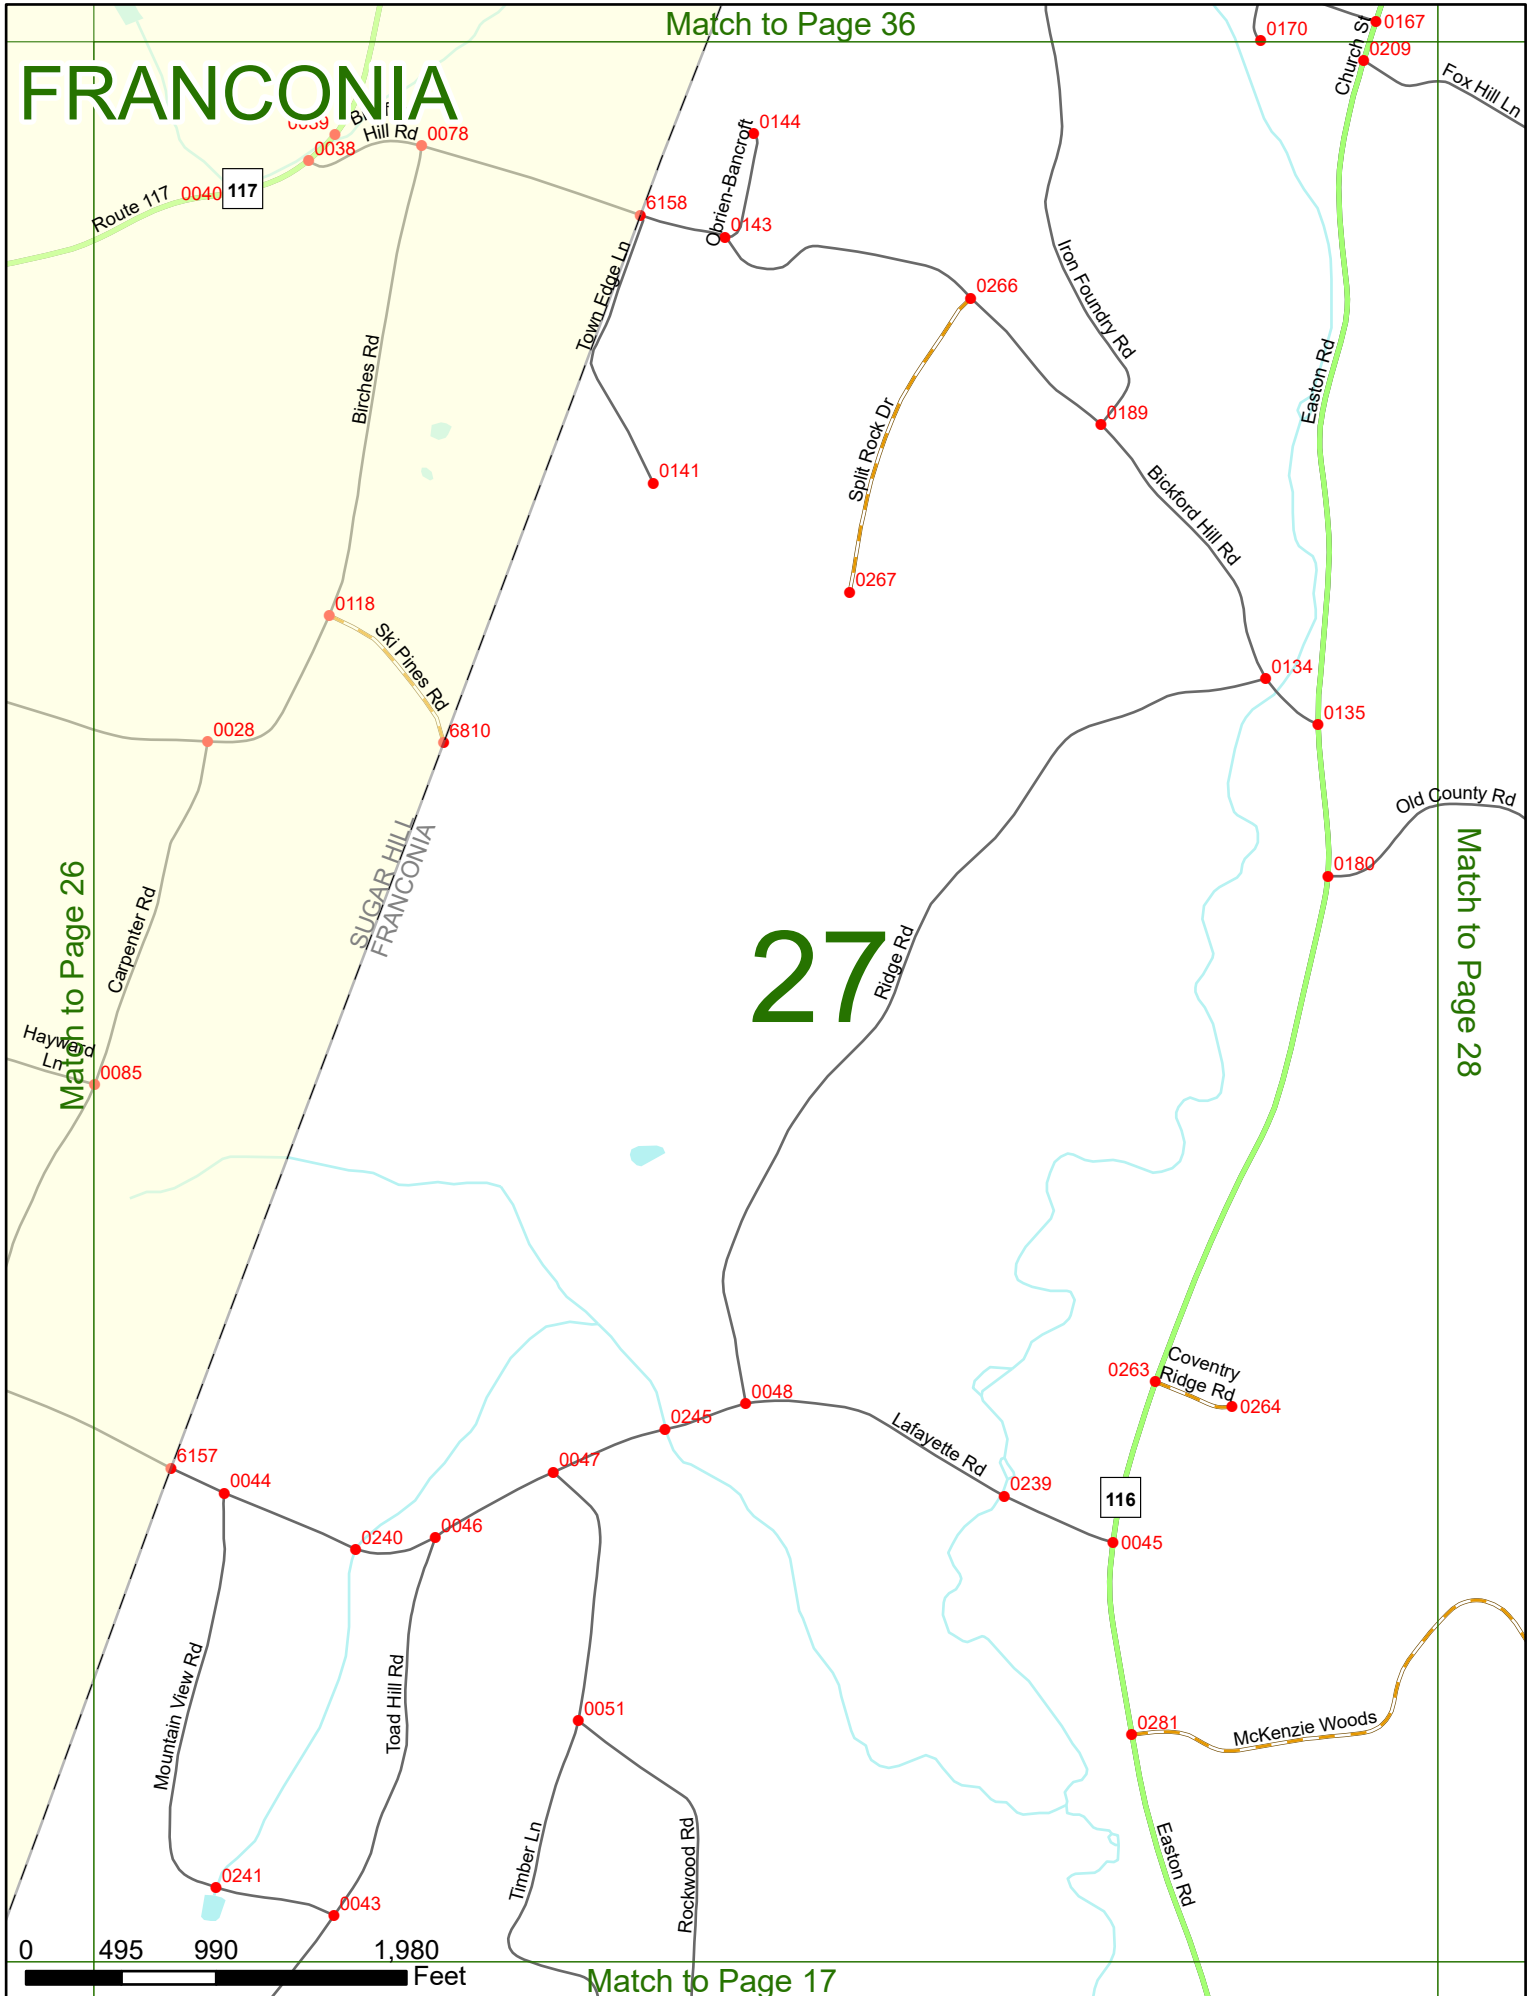 Match to Page 36
FRANCONIA
0170
0167
Church St
0209
Fox Hill Ln
0039
Hill Rd
0038
0078
0144
Obrien-Bancroft
Route 117
0040
117
6158
0143
Town Edge Ln
Iron Foundry Rd
0266
Birches Rd
Easton Rd
Split Rock Dr
0189
0141
Bickford Hill Rd
0267
0118
Ski Pines Rd
0134
0028
6810
0135
Old County Rd
SUGAR HILL
FRANCONIA
0180
Match to Page 26
Match to Page 28
Carpenter Rd
27
Ridge Rd
Hayward
Ln
0085
Coventry
Ridge Rd
0263
0264
0048
0245
Lafayette Rd
6157
0047
0044
0239
116
0240
0046
0045
Mountain View Rd
Toad Hill Rd
0051
0281
McKenzie Woods
Timber Ln
Rockwood Rd
Easton Rd
0241
0043
0 495 990 1,980
Feet
Match to Page 17